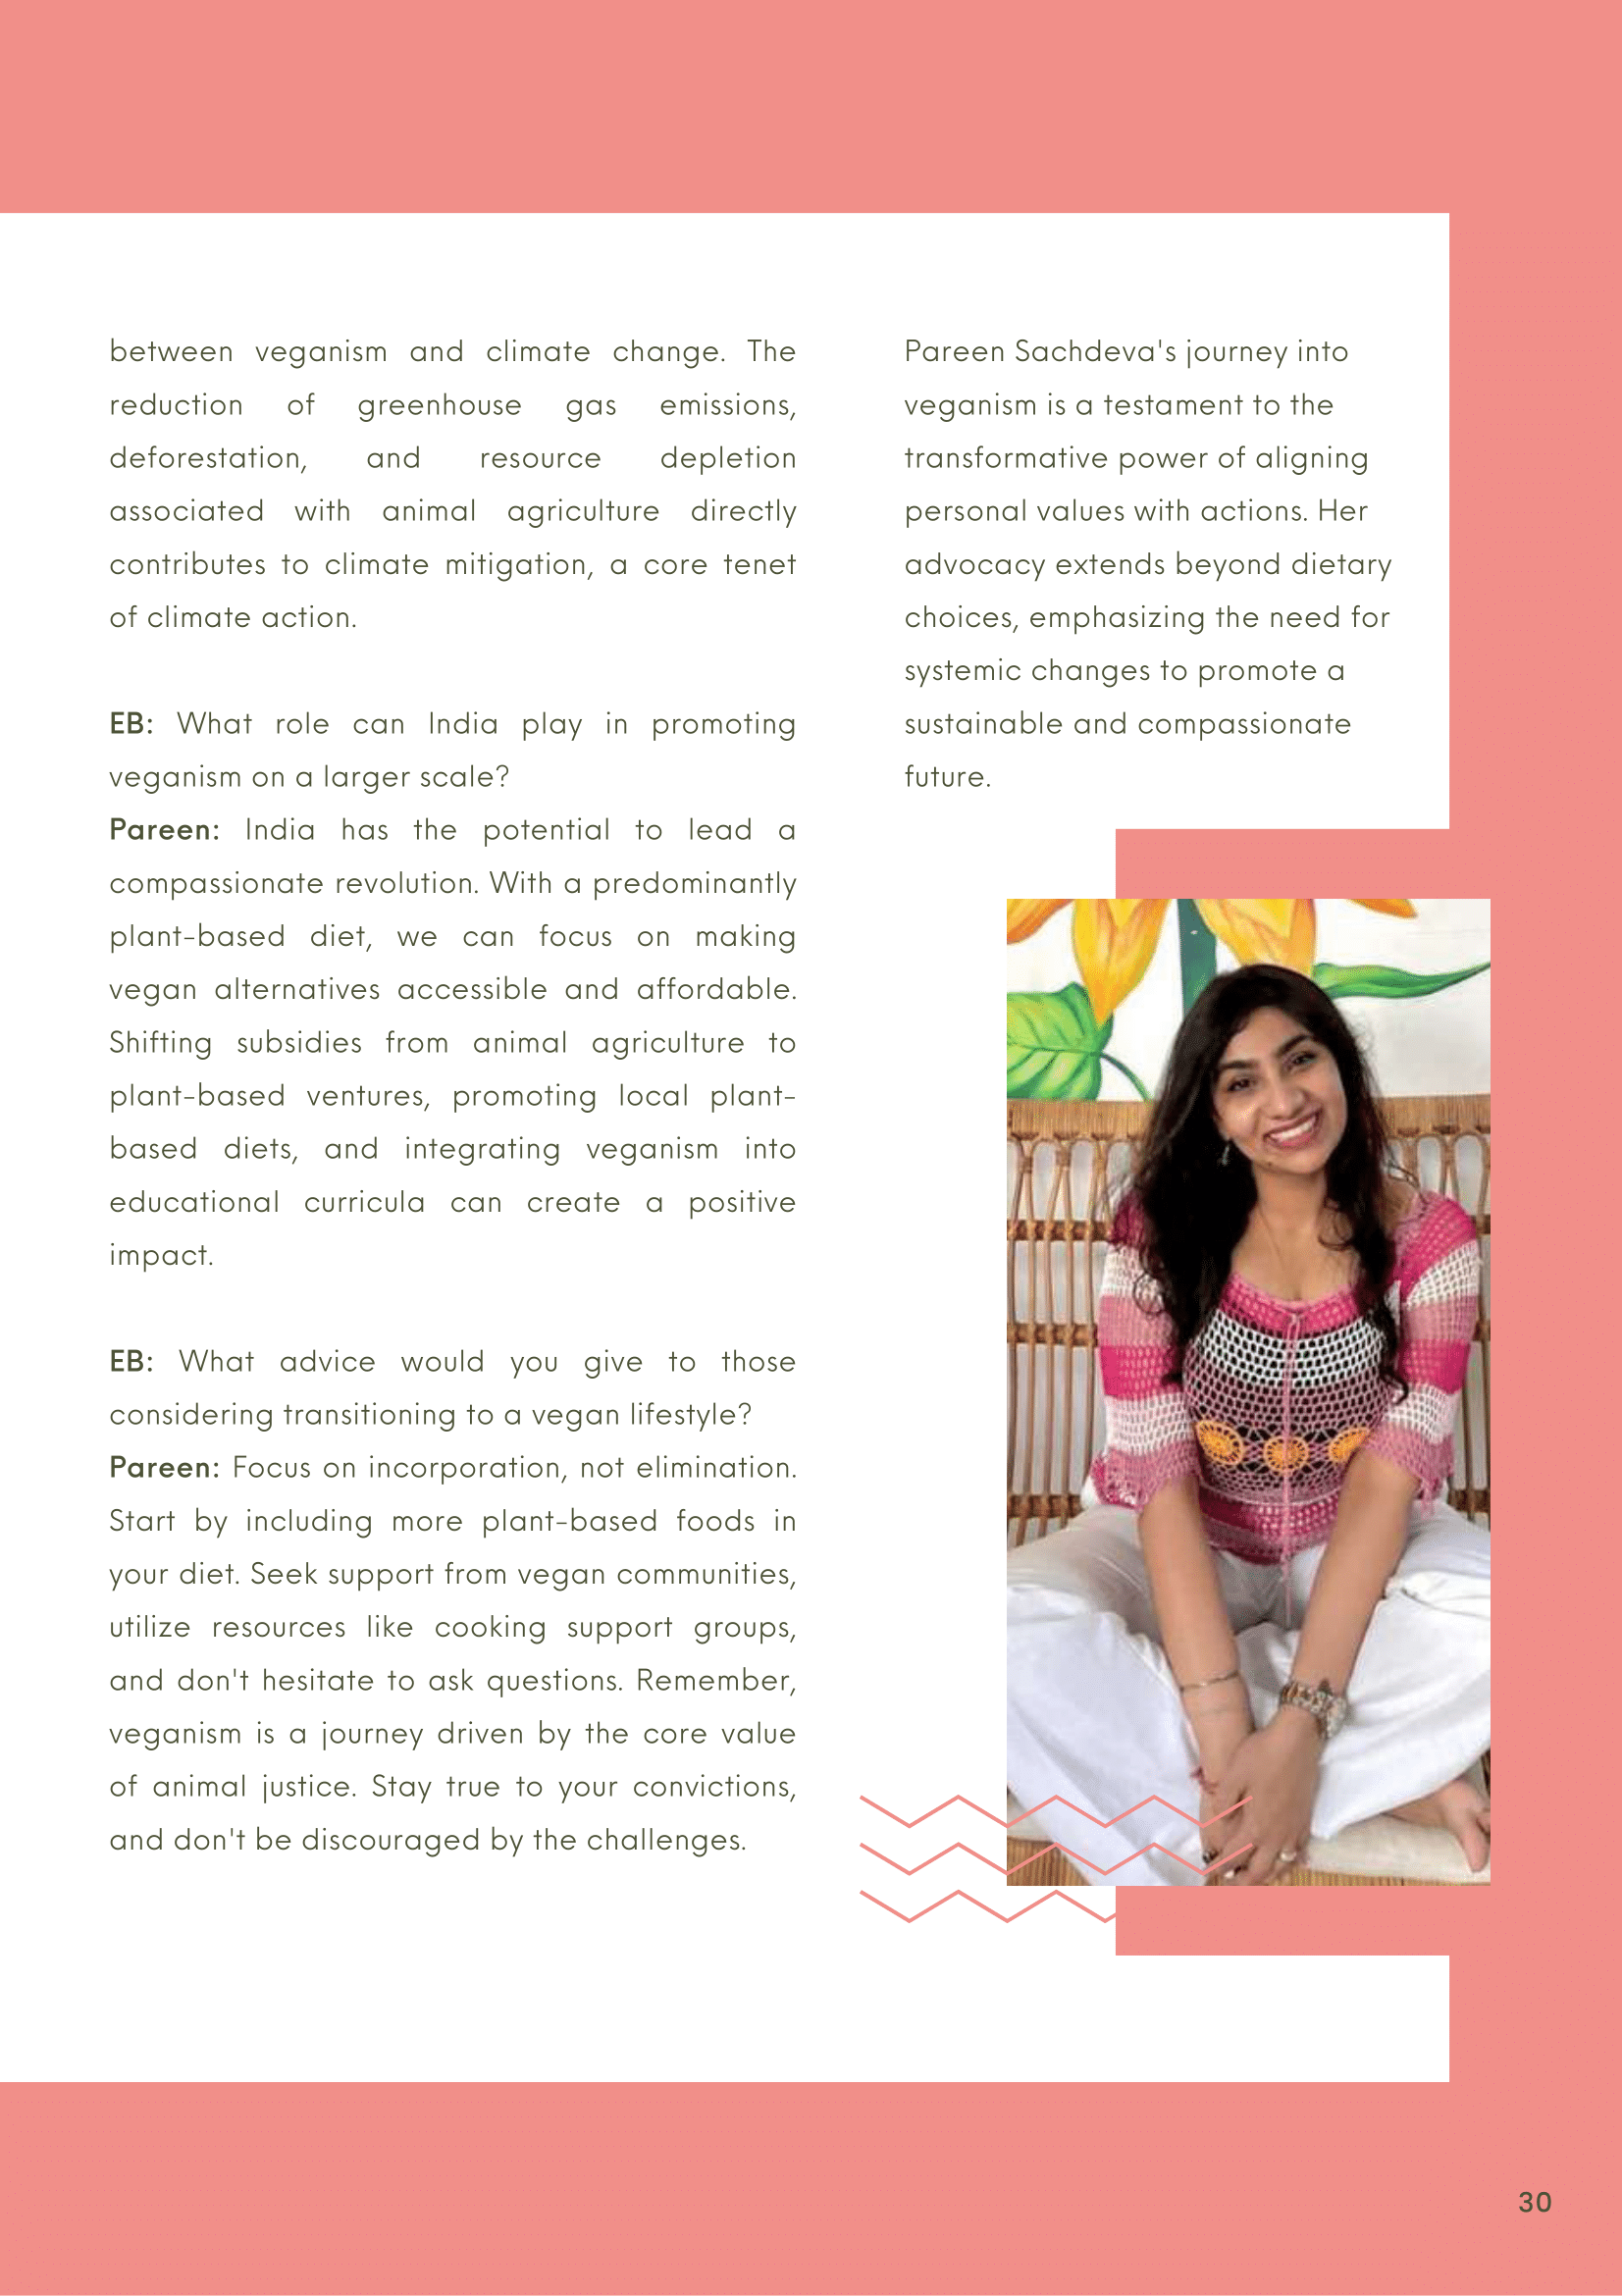 between veganism and climate change. The
reduction of greenhouse gas emissions,
deforestation, and resource depletion
associated with animal agriculture directly
contributes to climate mitigation, a core tenet
of climate action.
EB: What role can India play in promoting
veganism on a larger scale?
Pareen: India has the potential to lead a
compassionate revolution. With a predominantly
plant-based diet, we can focus on making
vegan alternatives accessible and affordable.
Shifting subsidies from animal agriculture to
plant-based ventures, promoting local plant-
based diets, and integrating veganism into
educational curricula can create a positive
impact.
EB: What advice would you give to those
considering transitioning to a vegan lifestyle?
Pareen: Focus on incorporation, not elimination.
Start by including more plant-based foods in
your diet. Seek support from vegan communities,
utilize resources like cooking support groups,
and don't hesitate to ask questions. Remember,
veganism is a journey driven by the core value
of animal justice. Stay true to your convictions,
and don't be discouraged by the challenges.
Pareen Sachdeva's journey into
veganism is a testament to the
transformative power of aligning
personal values with actions. Her
advocacy extends beyond dietary
choices, emphasizing the need for
systemic changes to promote a
sustainable and compassionate
future.
30